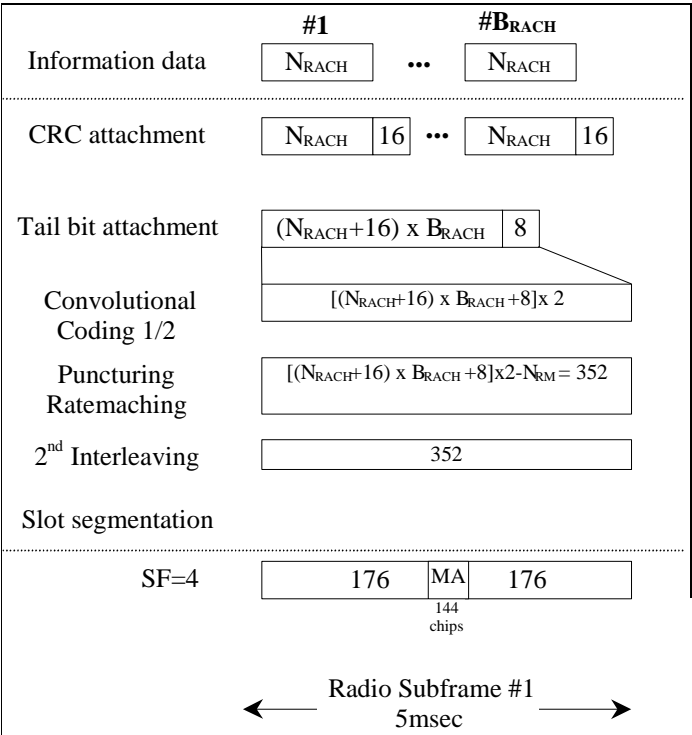 #1 #BRACH
Information data NRACH ... NRACH
CRC attachment NRACH 16 ... NRACH 16
Tail bit attachment (NRACH+16) x BRACH 8
Convolutional Coding 1/2 [(NRACH+16) x BRACH +8]x 2
Puncturing Ratemaching [(NRACH+16) x BRACH +8]x2-NRM = 352
2nd Interleaving 352
Slot segmentation
SF=4 176 MA 176
144
chips
Radio Subframe #1
5msec